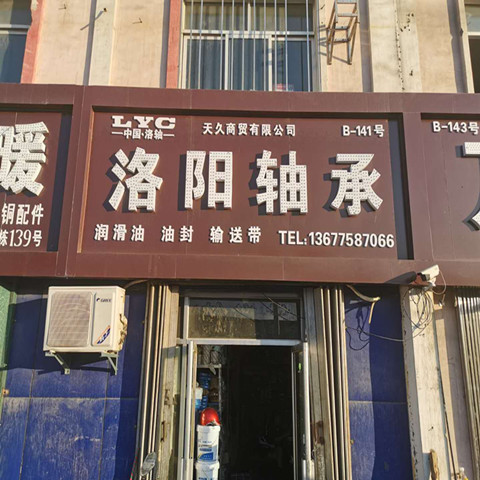 暖
铜配件
栋139号
LYC
中国·洛轴
天久商贸有限公司
B-141号
洛阳轴承
润滑油 油封 输送带 TEL:13677587066
B-143号